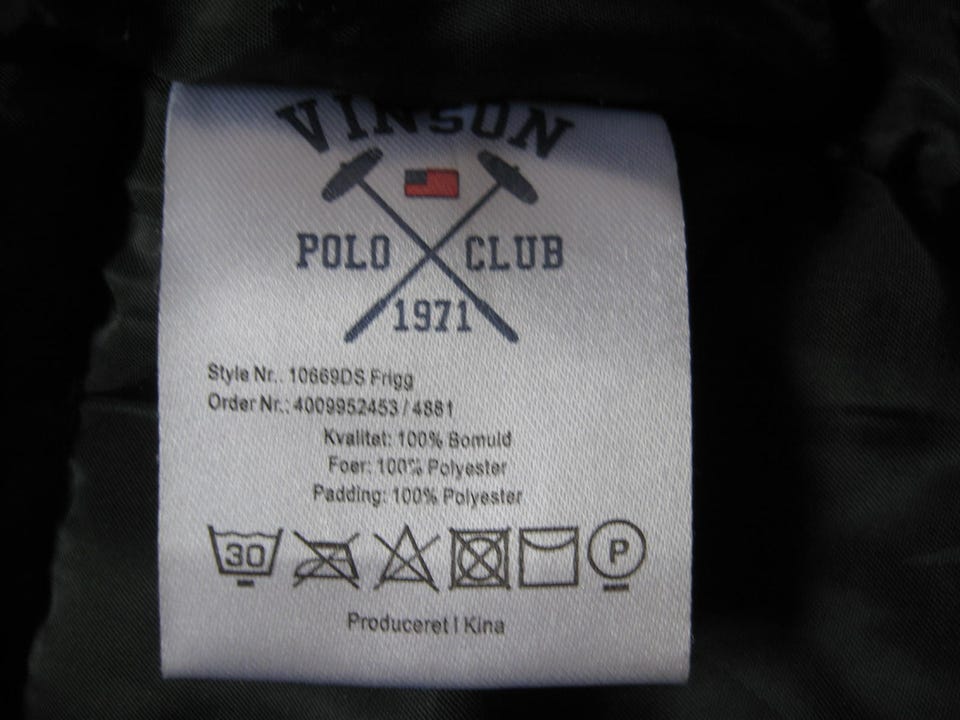 VINSON
POLO CLUB
1971
Style Nr.: 10669DS Frigg
Order Nr.: 4009952453 / 4881
Kvalitet: 100% Bomuld
Foer: 100% Polyester
Padding: 100% Polyester
30 P
Produceret I Kina